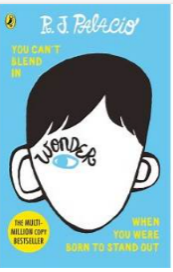 R. J. Palacio
YOU CAN'T
BLEND
IN
WONDER
THE MULTI-
MILLION COPY
BESTSELLER
WHEN
YOU WERE
BORN TO STAND OUT